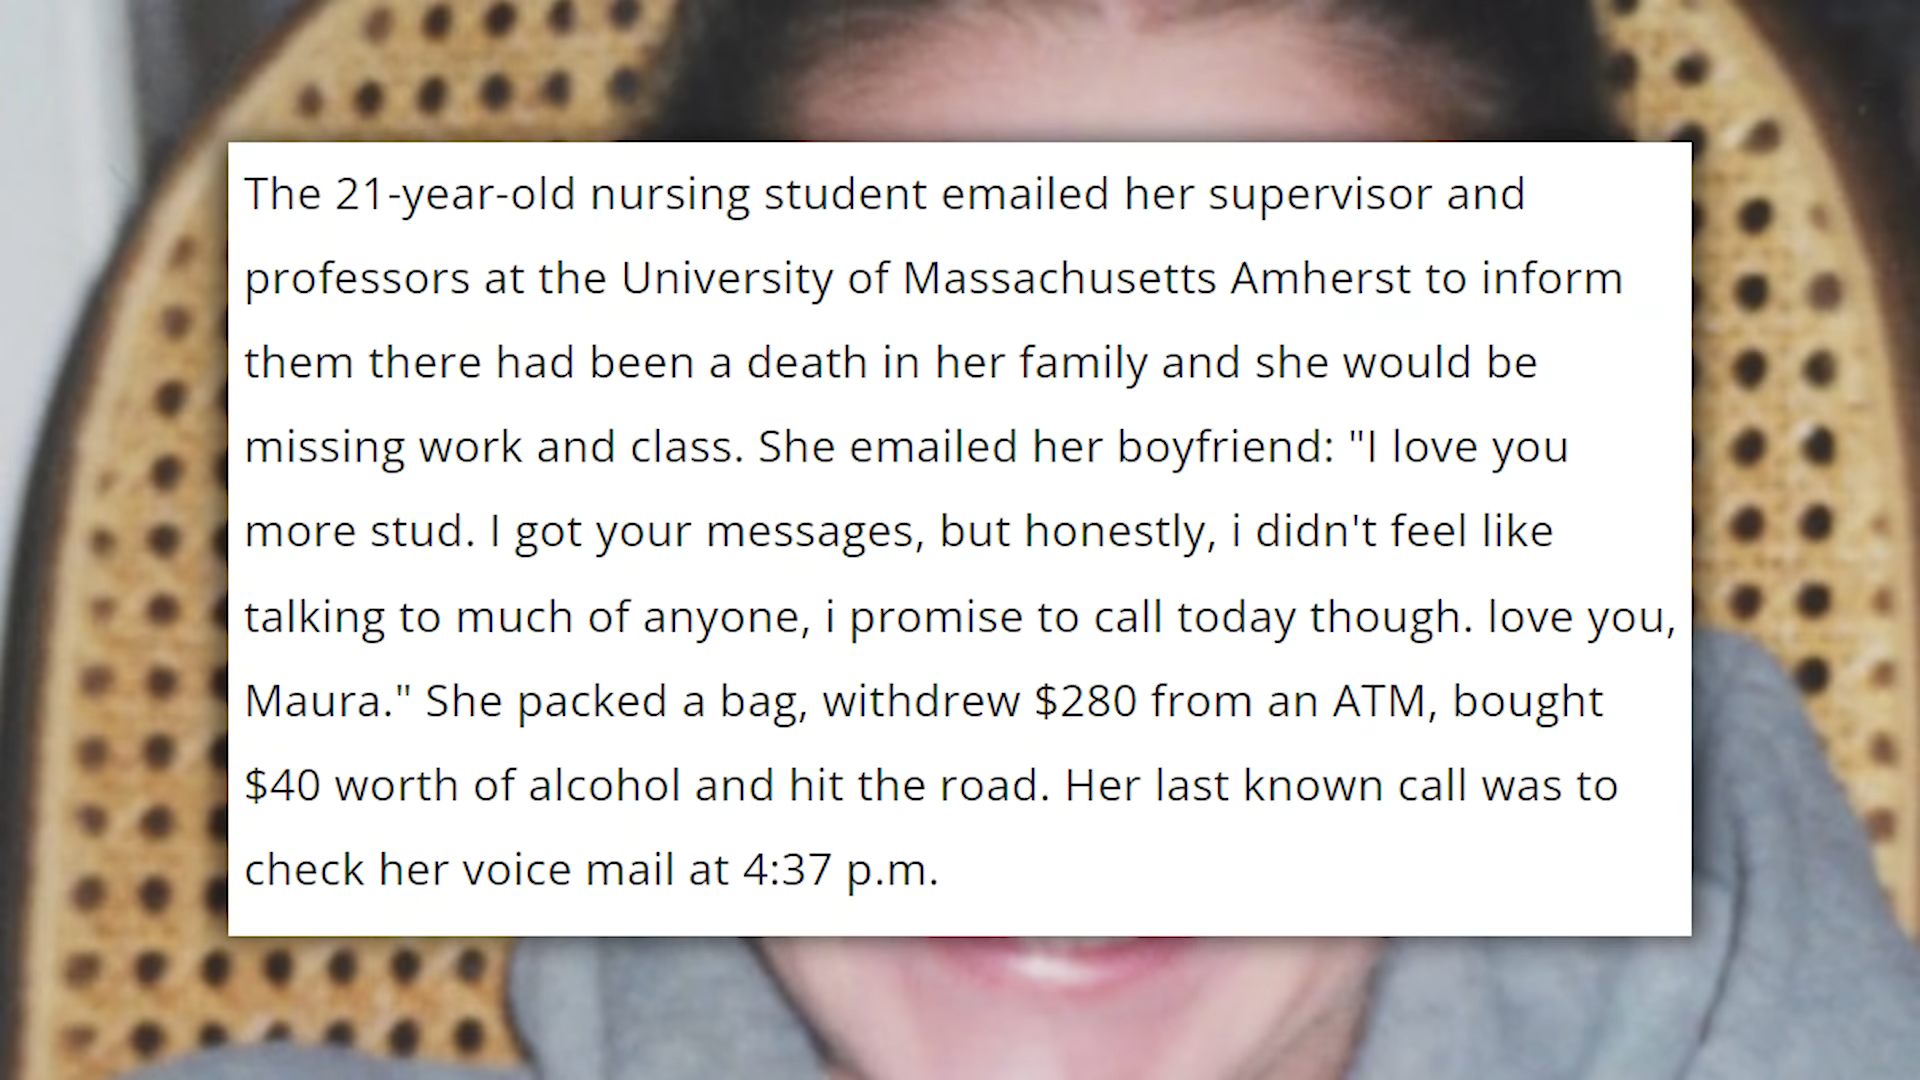 The 21-year-old nursing student emailed her supervisor and
professors at the University of Massachusetts Amherst to inform
them there had been a death in her family and she would be
missing work and class. She emailed her boyfriend: "I love you
more stud. I got your messages, but honestly, i didn't feel like
talking to much of anyone, i promise to call today though. love you,
Maura." She packed a bag, withdrew $280 from an ATM, bought
$40 worth of alcohol and hit the road. Her last known call was to
check her voice mail at 4:37 p.m.